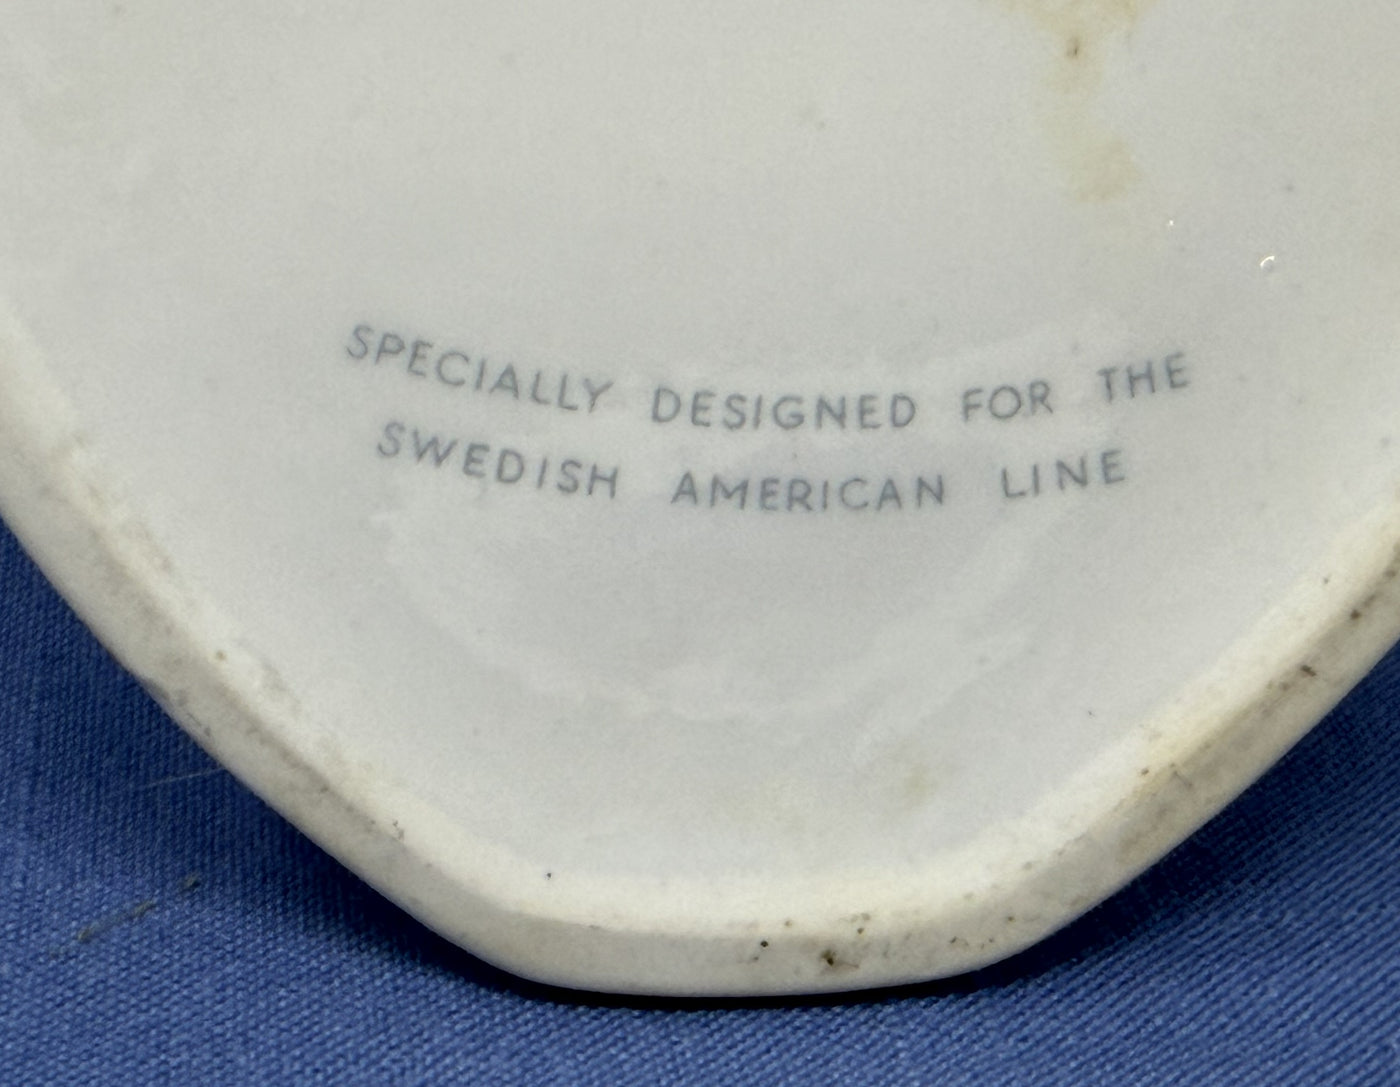 SPECIALLY DESIGNED FOR THE
SWEDISH AMERICAN LINE